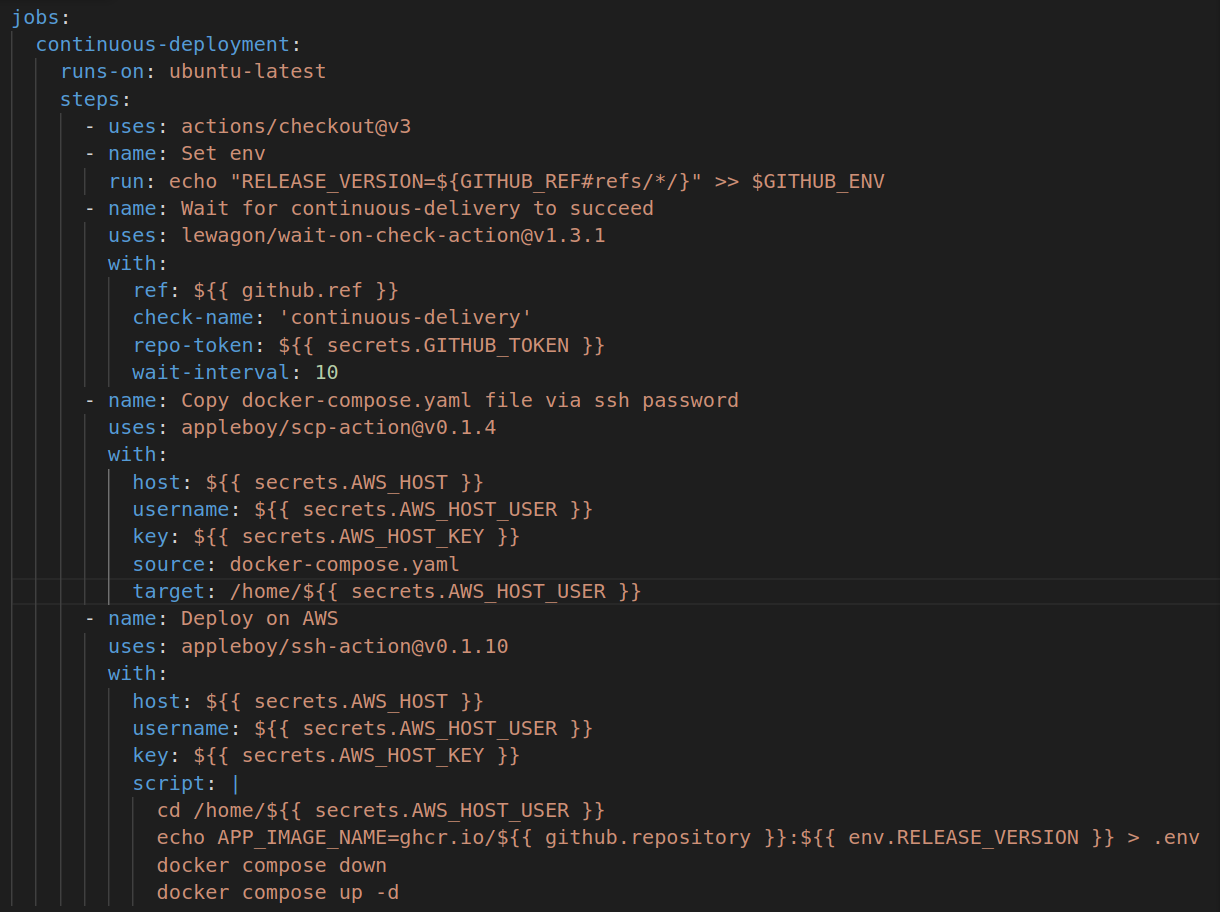 jobs:
  continuous-deployment:
    runs-on: ubuntu-latest
    steps:
      - uses: actions/checkout@v3
      - name: Set env
        run: echo "RELEASE_VERSION=${GITHUB_REF#refs/*/}" >> $GITHUB_ENV
      - name: Wait for continuous-delivery to succeed
        uses: lewagon/wait-on-check-action@v1.3.1
        with:
          ref: ${{ github.ref }}
          check-name: 'continuous-delivery'
          repo-token: ${{ secrets.GITHUB_TOKEN }}
          wait-interval: 10
      - name: Copy docker-compose.yaml file via ssh password
        uses: appleboy/scp-action@v0.1.4
        with:
          host: ${{ secrets.AWS_HOST }}
          username: ${{ secrets.AWS_HOST_USER }}
          key: ${{ secrets.AWS_HOST_KEY }}
          source: docker-compose.yaml
          target: /home/${{ secrets.AWS_HOST_USER }}
      - name: Deploy on AWS
        uses: appleboy/ssh-action@v0.1.10
        with:
          host: ${{ secrets.AWS_HOST }}
          username: ${{ secrets.AWS_HOST_USER }}
          key: ${{ secrets.AWS_HOST_KEY }}
          script: |
            cd /home/${{ secrets.AWS_HOST_USER }}
            echo APP_IMAGE_NAME=ghcr.io/${{ github.repository }}:${{ env.RELEASE_VERSION }} > .env
            docker compose down
            docker compose up -d